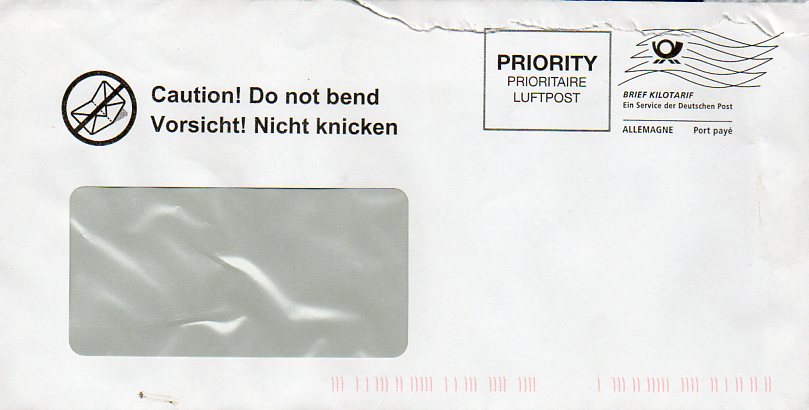 Caution! Do not bend
Vorsicht! Nicht knicken
PRIORITY
PRIORITAIRE
LUFTPOST
BRIEF KILOTARIF
Ein Service der Deutschen Post
ALLEMAGNE Port payé